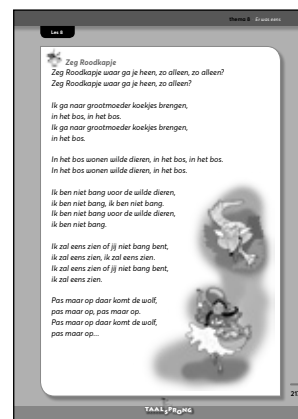 thema 8 Er was eens
Les 8
Zeg Roodkapje
Zeg Roodkapje waar ga je heen, zo alleen, zo alleen?
Zeg Roodkapje waar ga je heen, zo alleen?
Ik ga naar grootmoeder koekjes brengen,
in het bos, in het bos.
Ik ga naar grootmoeder koekjes brengen,
in het bos.
In het bos wonen wilde dieren, in het bos, in het bos.
In het bos wonen wilde dieren, in het bos.
Ik ben niet bang voor de wilde dieren,
ik ben niet bang, ik ben niet bang.
Ik ben niet bang voor de wilde dieren,
ik ben niet bang.
Ik zal eens zien of jij niet bang bent,
ik zal eens zien, ik zal eens zien.
Ik zal eens zien of jij niet bang bent,
ik zal eens zien.
Pas maar op daar komt de wolf,
pas maar op, pas maar op.
Pas maar op daar komt de wolf,
pas maar op...
TAALSPRONG